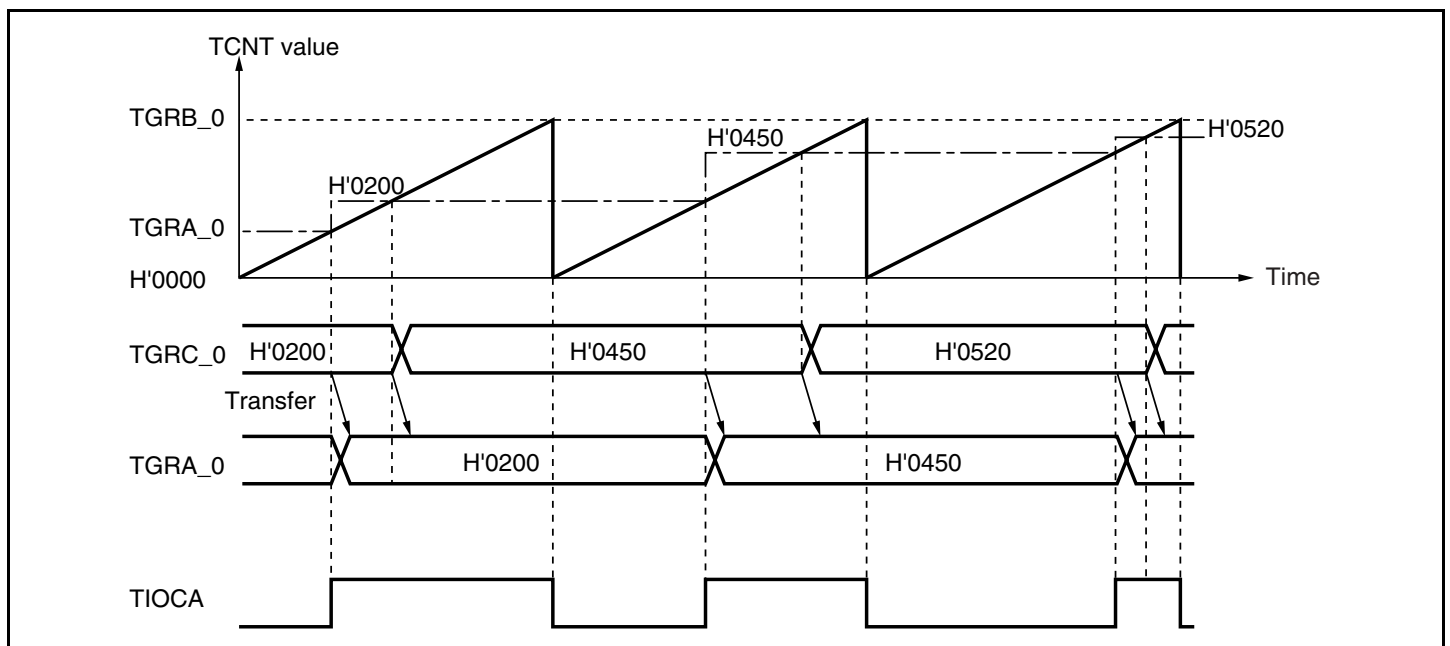 TCNT value
TGRB_0
H'0520
H'0450
H'0200
TGRA_0
H'0000
Time
TGRC_0 H'0200 H'0450 H'0520
Transfer
TGRA_0 H'0200 H'0450
TIOCA